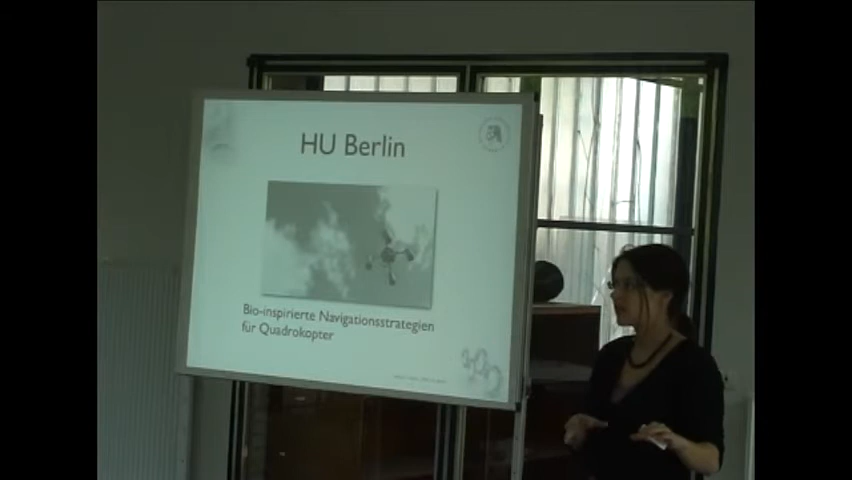 HU Berlin
Bio-inspirierte Navigationsstrategien
für Quadrokopter